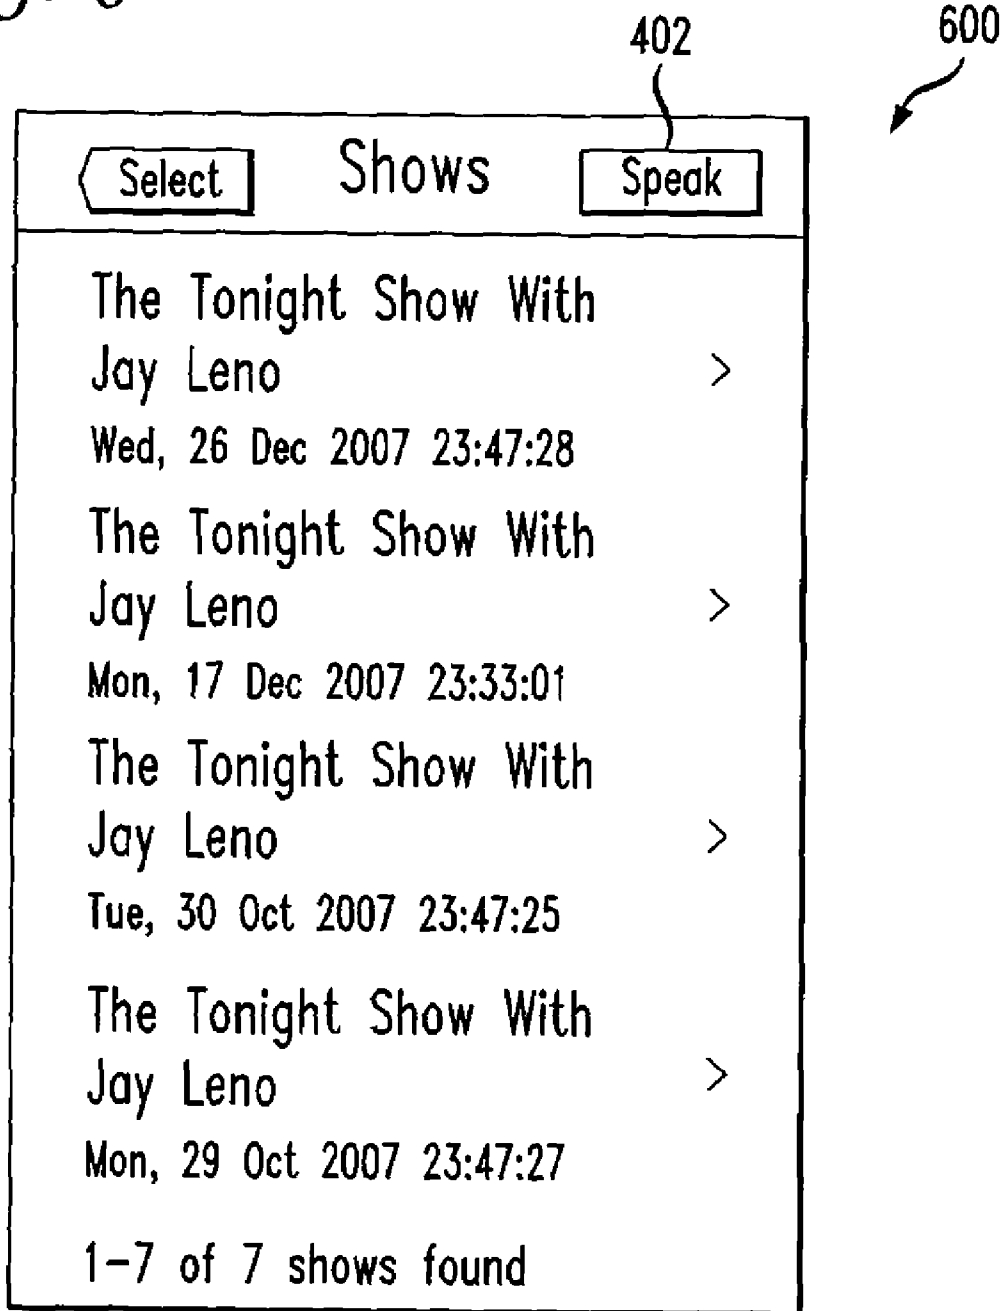 402
600
Select Shows Speak
The Tonight Show With
Jay Leno >
Wed, 26 Dec 2007 23:47:28
The Tonight Show With
Jay Leno >
Mon, 17 Dec 2007 23:33:01
The Tonight Show With
Jay Leno >
Tue, 30 Oct 2007 23:47:25
The Tonight Show With
Jay Leno >
Mon, 29 Oct 2007 23:47:27
1-7 of 7 shows found